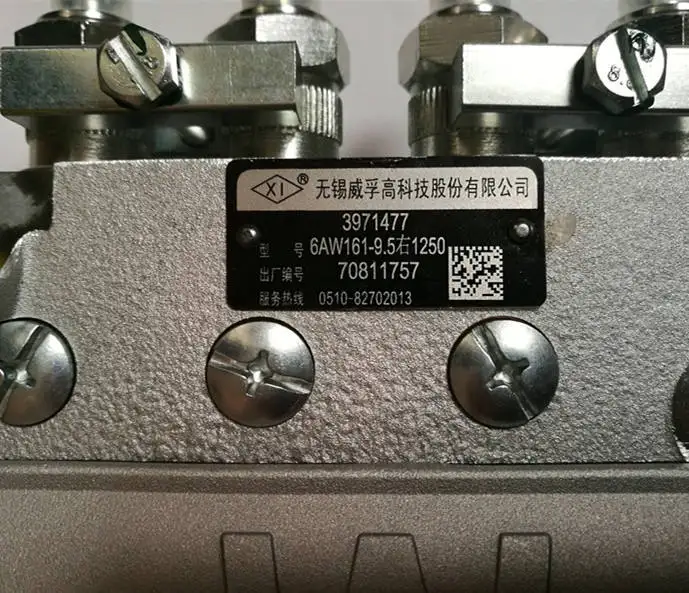 XI® 无锡威孚高科技股份有限公司
3971477
型 号 6AW161-9.5右1250
出厂编号 70811757
服务热线 0510-82702013